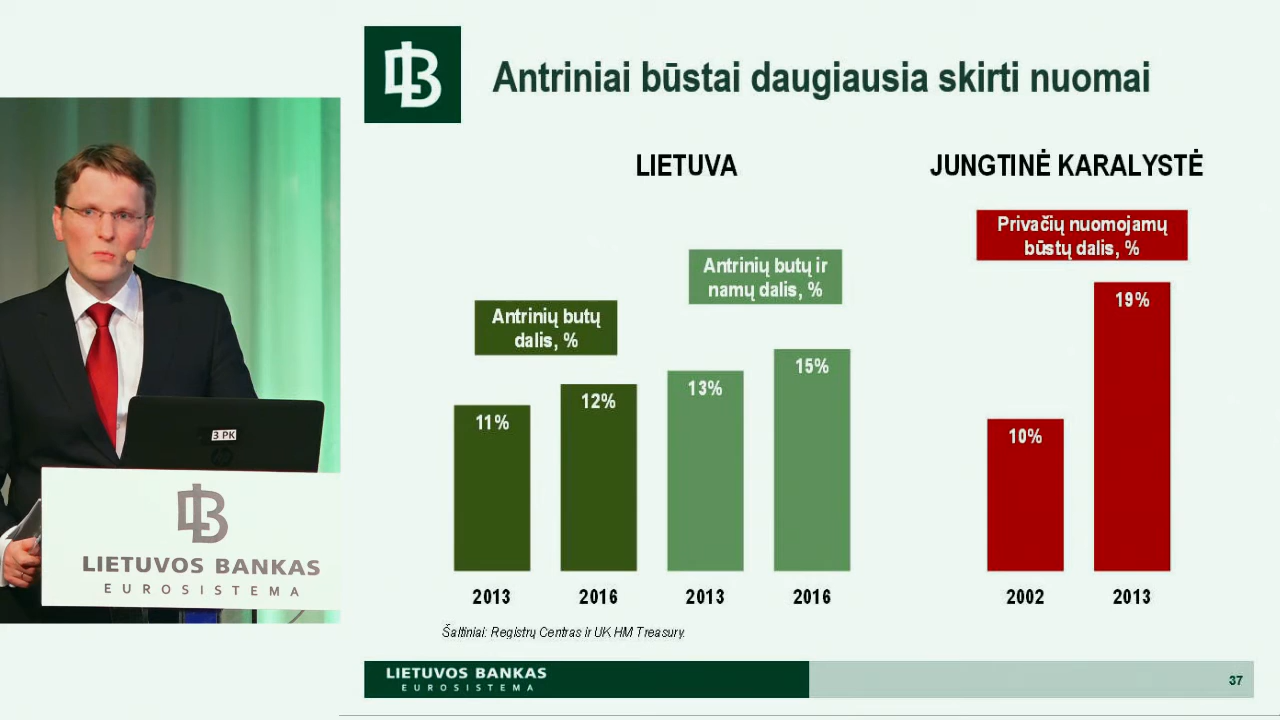 Antriniai būstai daugiausia skirti nuomai
LIETUVA
JUNGTINĖ KARALYSTĖ
Antrinių butų
dalis, %
Antrinių butų ir
namų dalis, %
Privačių nuomojamų
būstų dalis, %
11%
12%
13%
15%
10%
19%
2013
2016
2013
2016
2002
2013
Šaltiniai: Registrų Centras ir UK HM Treasury.
LIETUVOS BANKAS
EUROSISTEMA
37
3 PK
LIETUVOS BANKAS
EUROSISTEMA